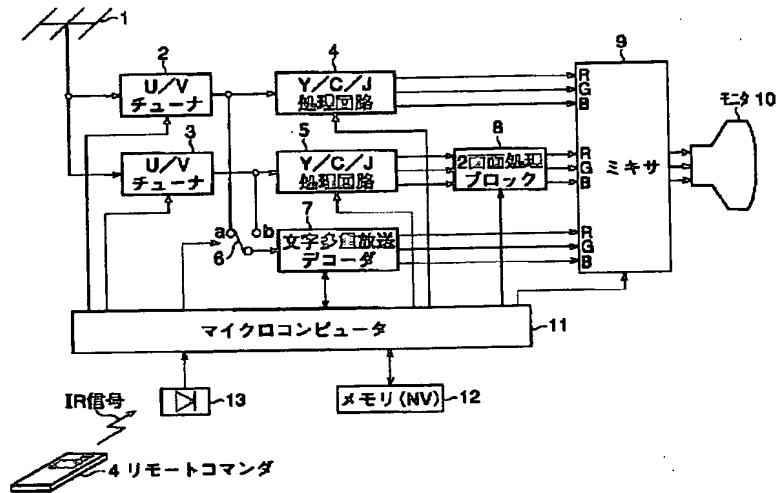 1
2
U/V
チューナ
3
U/V
チューナ
4
Y/C/J
処理回路
5
Y/C/J
処理回路
a b
6
7
文字多重放送
デコーダ
8
2画面処理
ブロック
9
R
G
B
R
G
B
ミキサ
R
G
B
モニタ 10
マイクロコンピュータ 11
IR信号
13
メモリ(NV) 12
4 リモートコマンダ